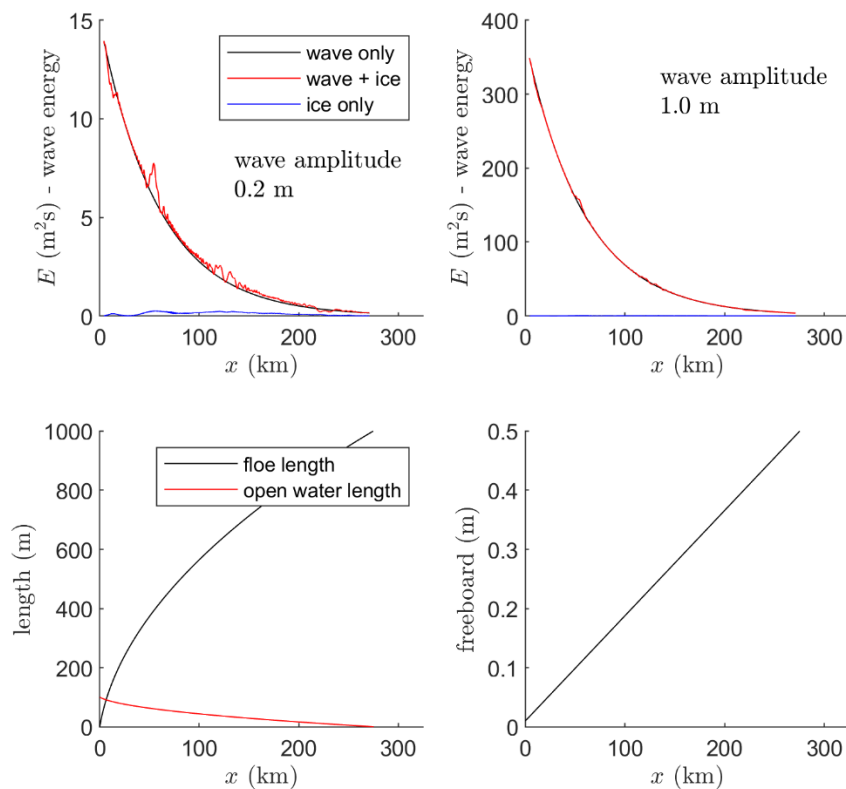 15
10
5
0
0
100
200
300
E (m²s) - wave energy
x (km)
wave only
wave + ice
ice only
wave amplitude
0.2 m
400
300
200
100
0
0
100
200
300
E (m²s) - wave energy
x (km)
wave amplitude
1.0 m
1000
800
600
400
200
0
0
100
200
300
length (m)
x (km)
floe length
open water length
0.5
0.4
0.3
0.2
0.1
0
0
100
200
300
freeboard (m)
x (km)